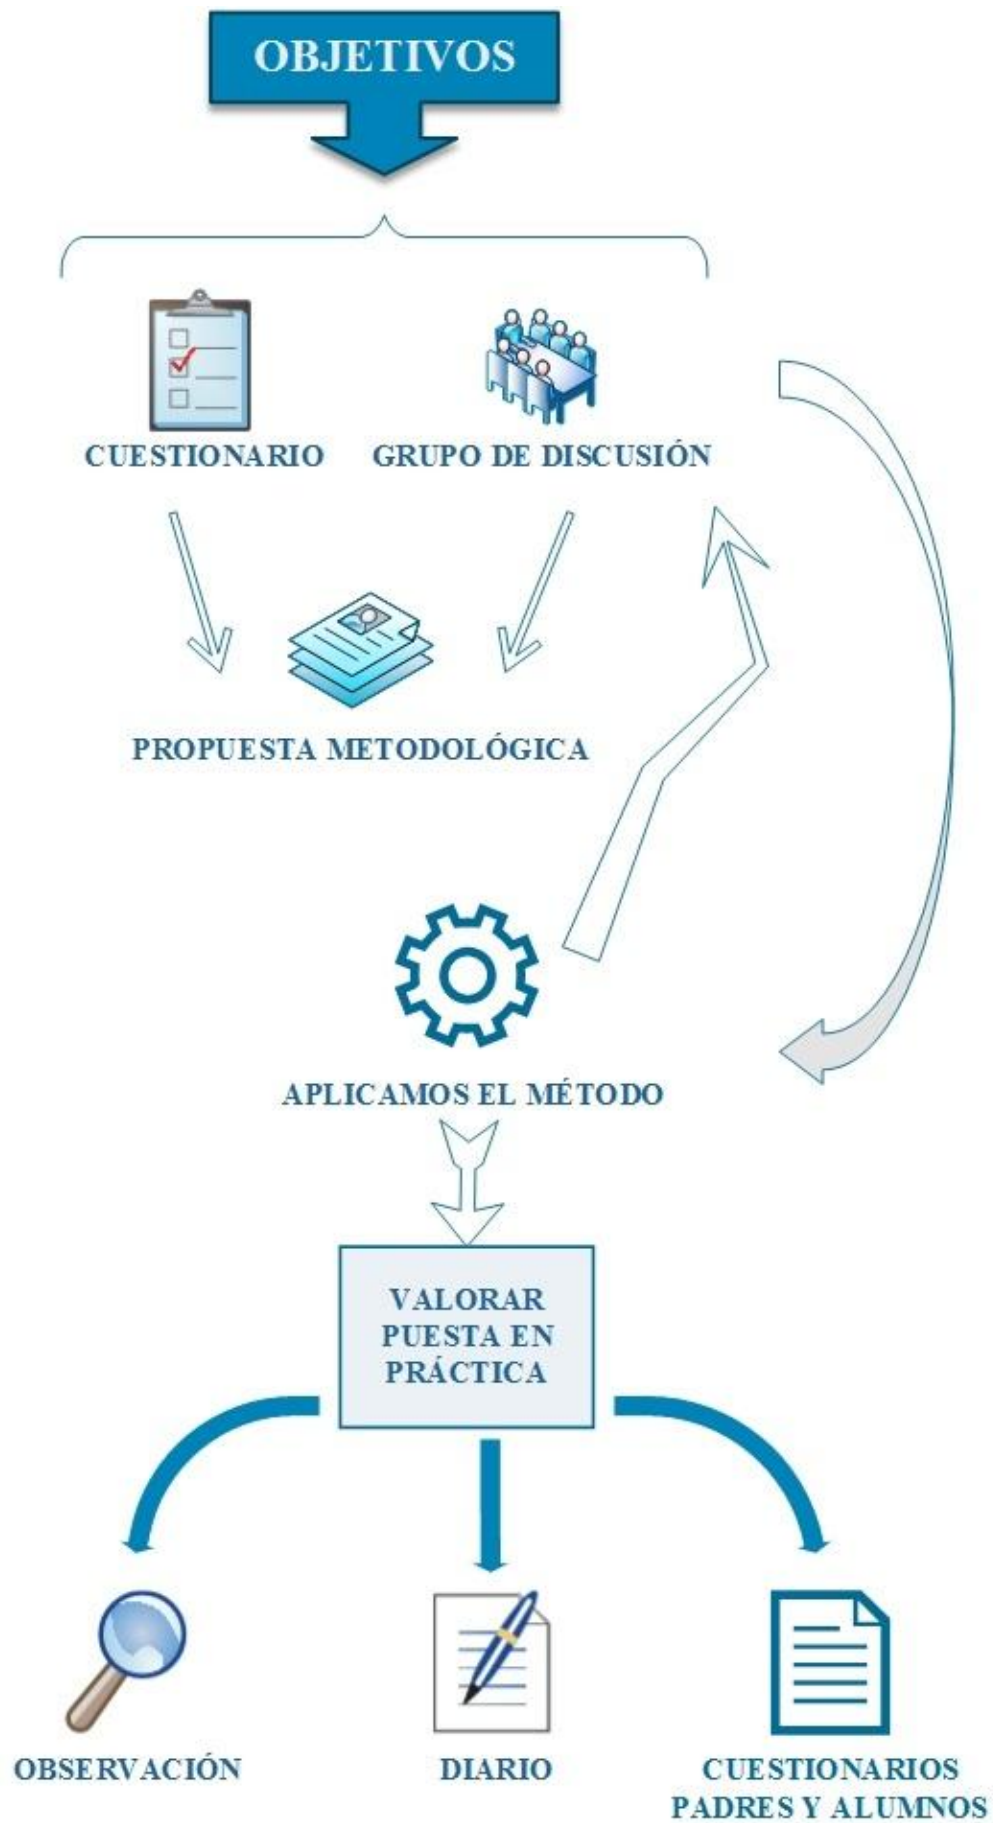 OBJETIVOS
CUESTIONARIO
GRUPO DE DISCUSIÓN
PROPUESTA METODOLÓGICA
APLICAMOS EL MÉTODO
VALORAR
PUESTA EN
PRÁCTICA
OBSERVACIÓN
DIARIO
CUESTIONARIOS
PADRES Y ALUMNOS